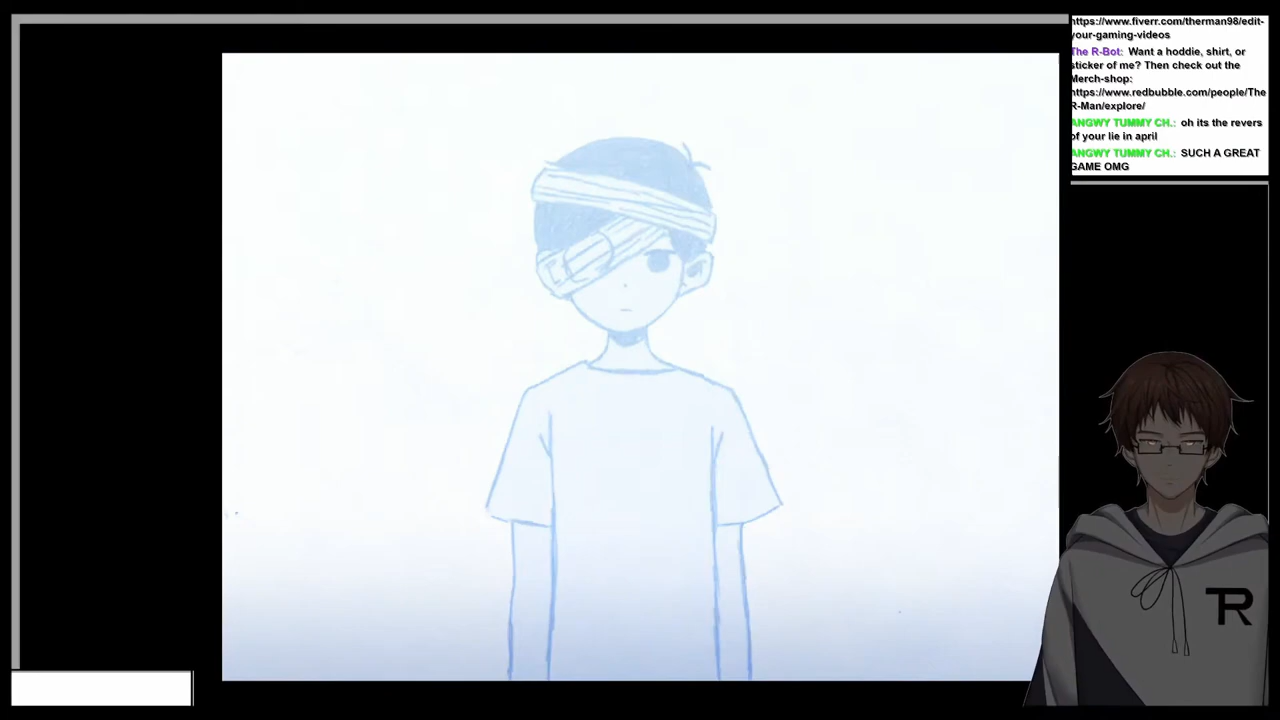 https://www.fiverr.com/therman98/edit-
your-gaming-videos
The R-Bot: Want a hoddie, shirt, or
sticker of me? Then check out the
Merch-shop:
https://www.redbubble.com/people/The
R-Man/explore/
ANGWY TUMMY CH.: oh its the revers
of your lie in april
ANGWY TUMMY CH.: SUCH A GREAT
GAME OMG
TR